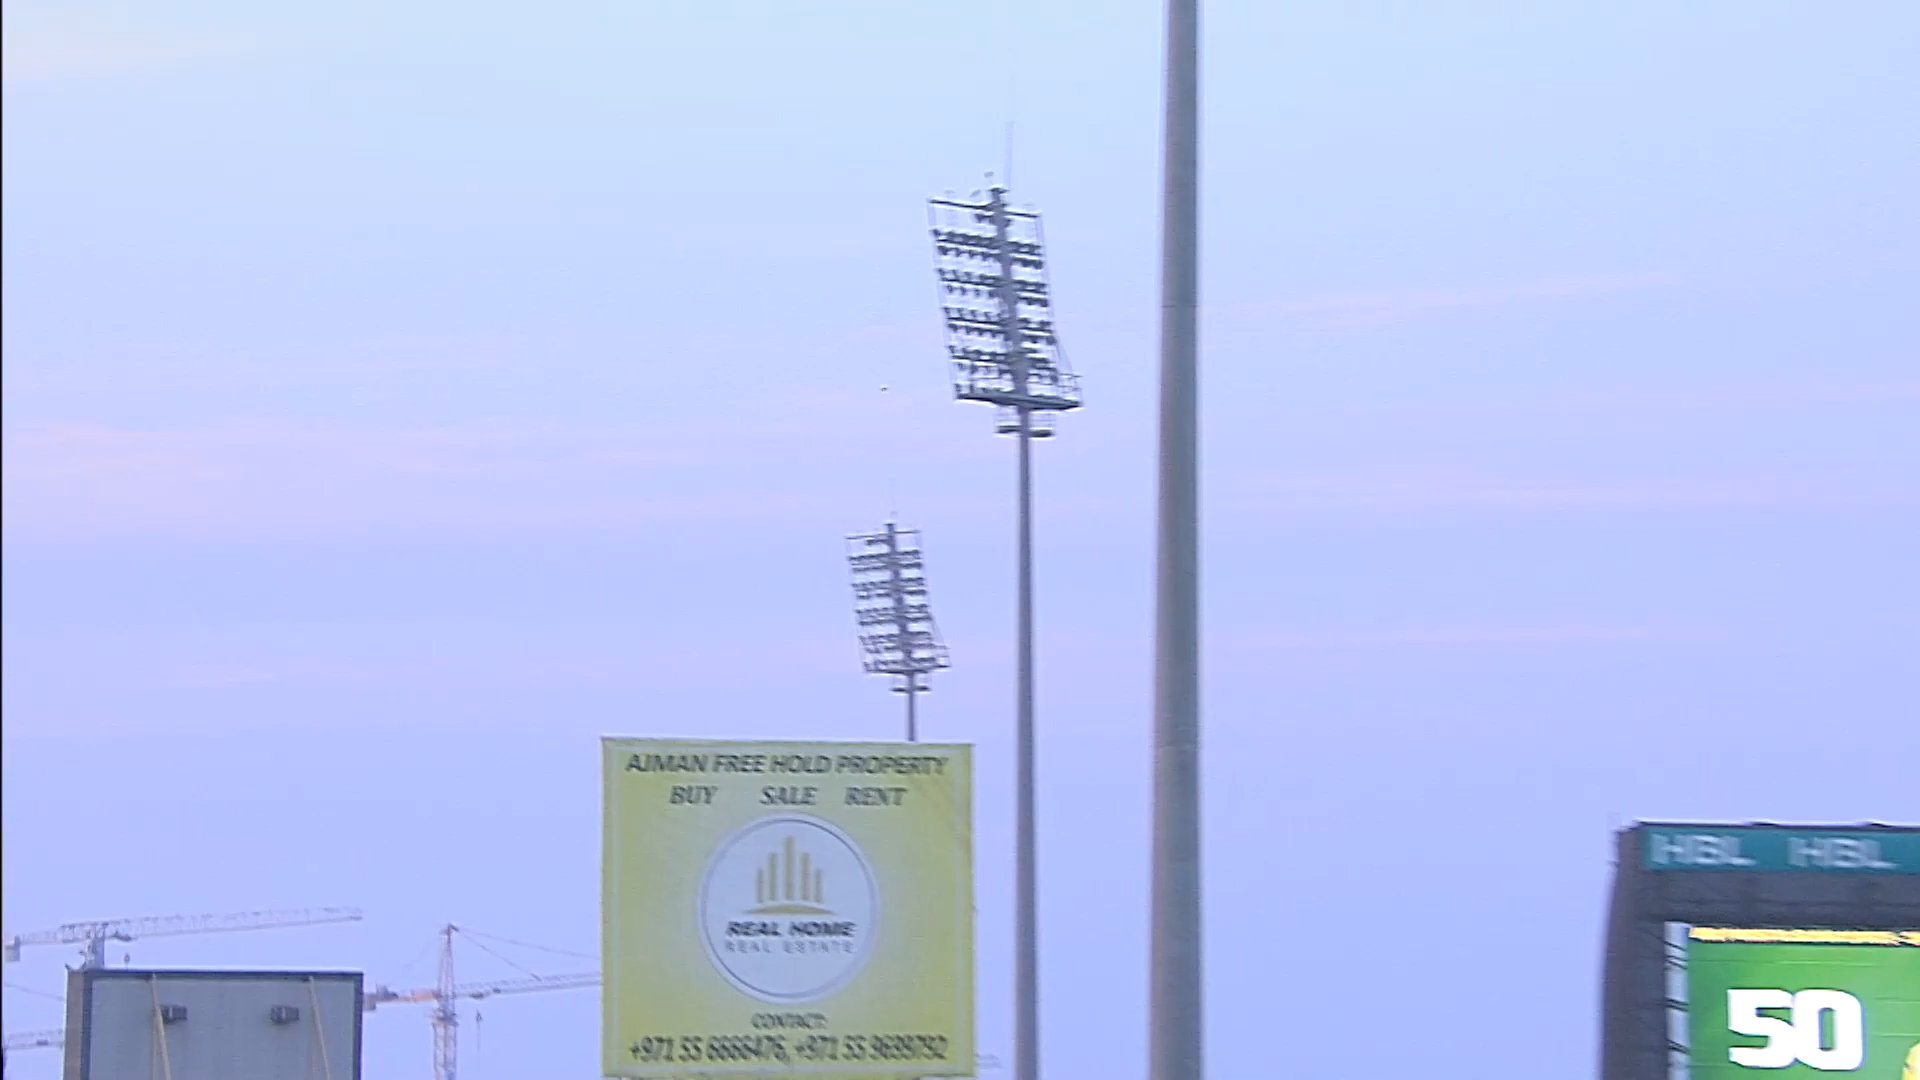 AJMAN FREE HOLD PROPERTY
BUY SALE RENT
REAL HOME
REAL ESTATE
CONTACT:
+971 55 6666476, +971 55 9699792
HBL HBL
50